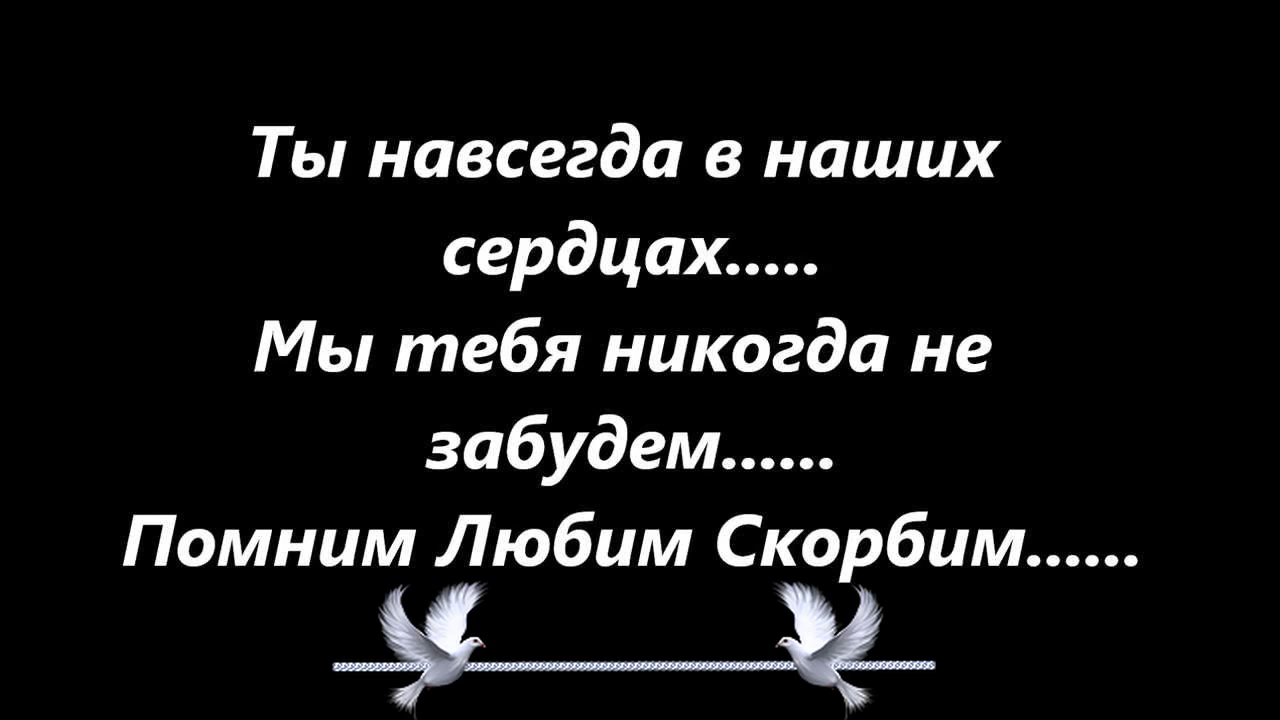 Ты навсегда в наших
сердцах.....
Мы тебя никогда не
забудем......
Помним Любим Скорбим......